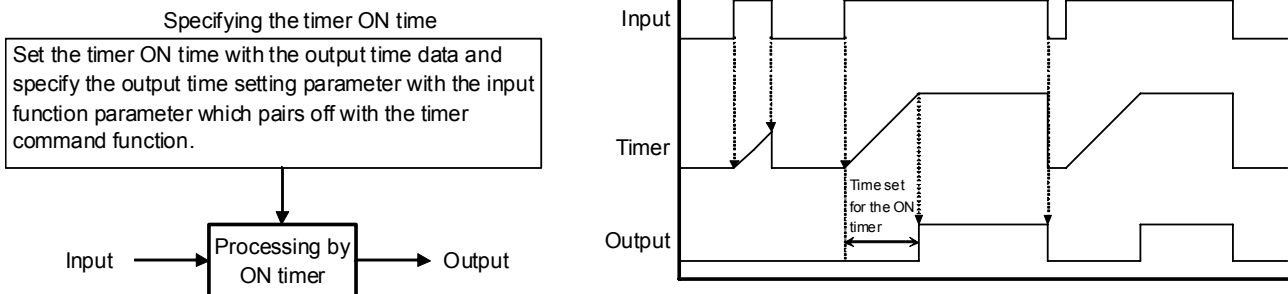 Specifying the timer ON time
Set the timer ON time with the output time data and
specify the output time setting parameter with the input
function parameter which pairs off with the timer
command function.
Input
Processing by
ON timer
Output
Input
Timer
Time set
for the ON
timer
Output